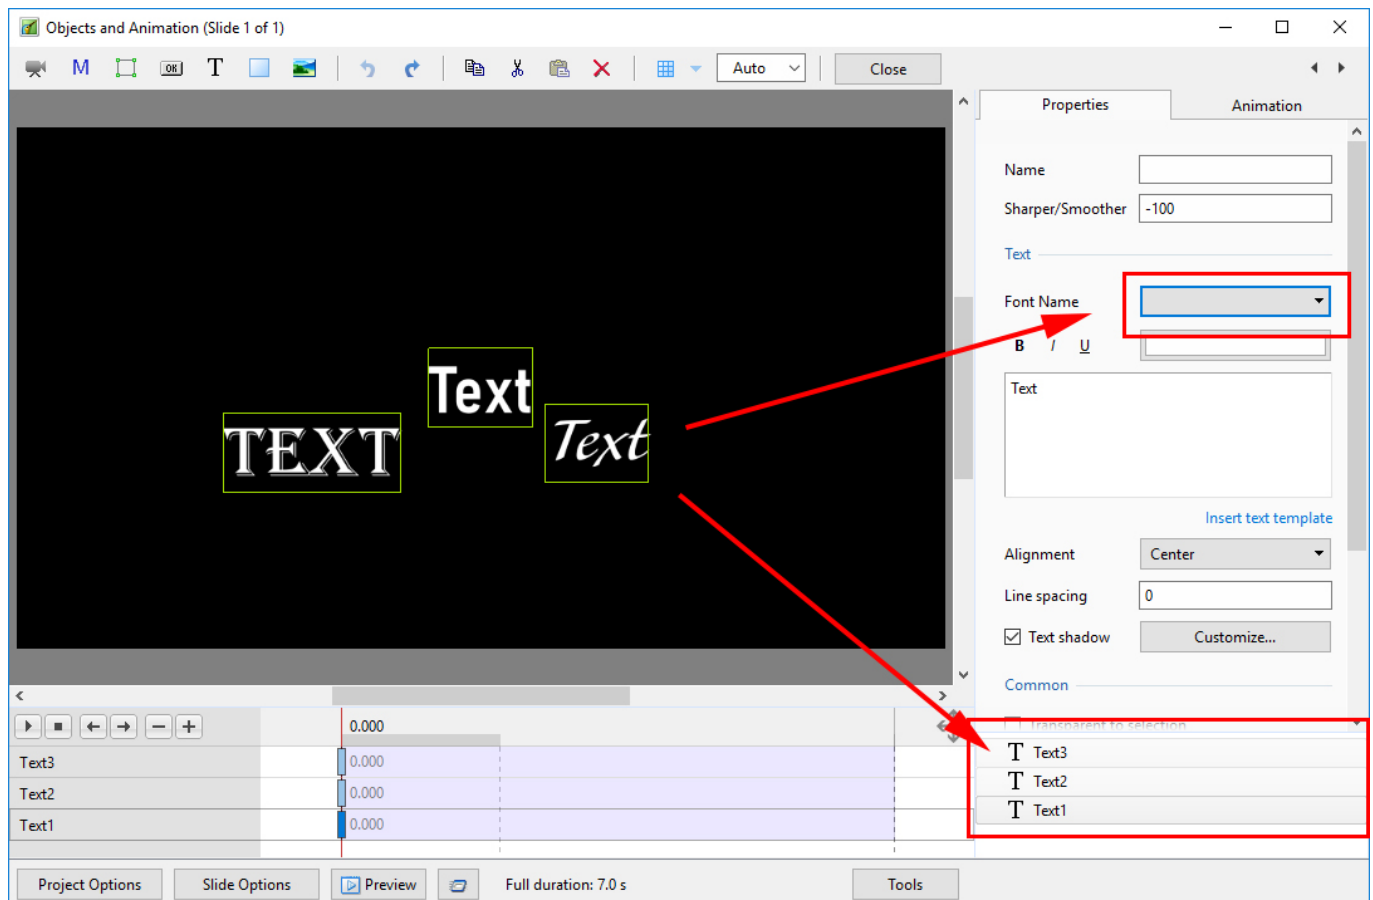 Objects and Animation (Slide 1 of 1)
M OK T Auto Close
Properties Animation
Name
Sharper/Smoother -100
Text
Font Name
B I U
Text
Text
TEXT
Text
Insert text template
Alignment Center
Line spacing 0
Text shadow Customize...
Common
Transparent to selection
0.000
Text3 0.000
Text2 0.000
Text1 0.000
T Text3
T Text2
T Text1
Project Options Slide Options Preview Full duration: 7.0 s Tools